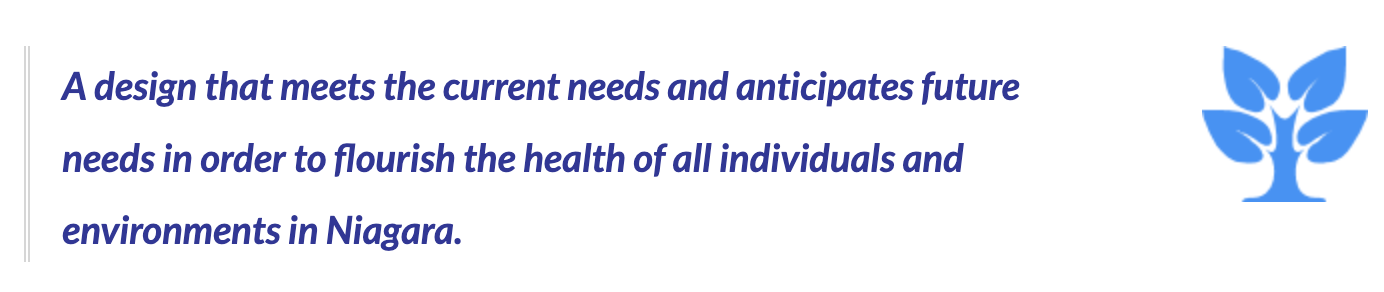 A design that meets the current needs and anticipates future
needs in order to flourish the health of all individuals and
environments in Niagara.